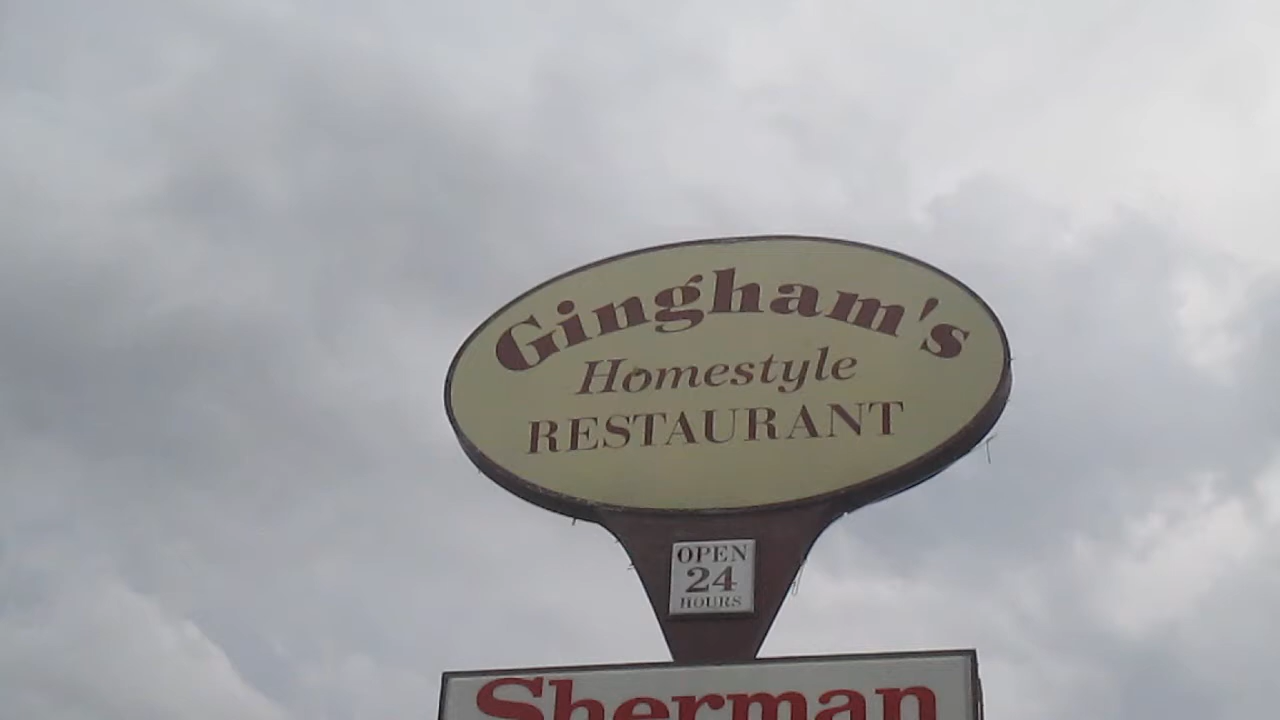 Gingham's
Homestyle
RESTAURANT
OPEN
24
HOURS
Sherman